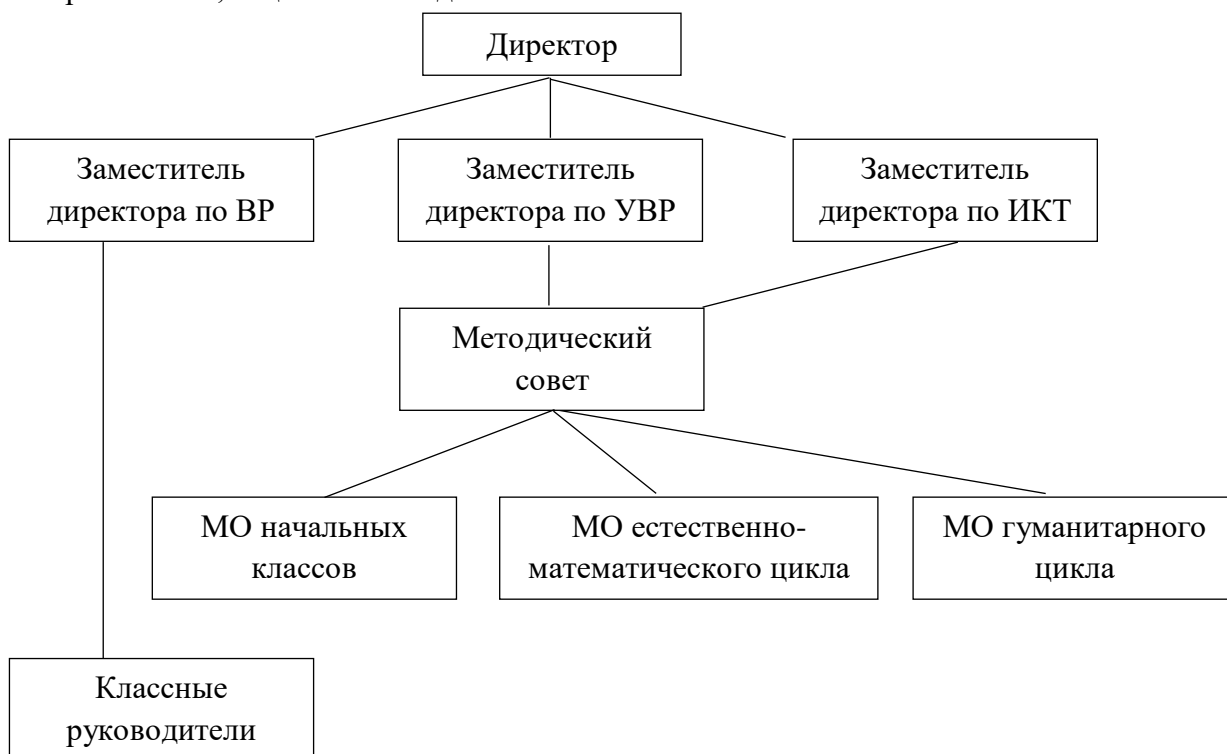 Директор
Заместитель
директора по ВР
Заместитель
директора по УВР
Заместитель
директора по ИКТ
Методический
совет
МО начальных
классов
МО естественно-
математического цикла
МО гуманитарного
цикла
Классные
руководители